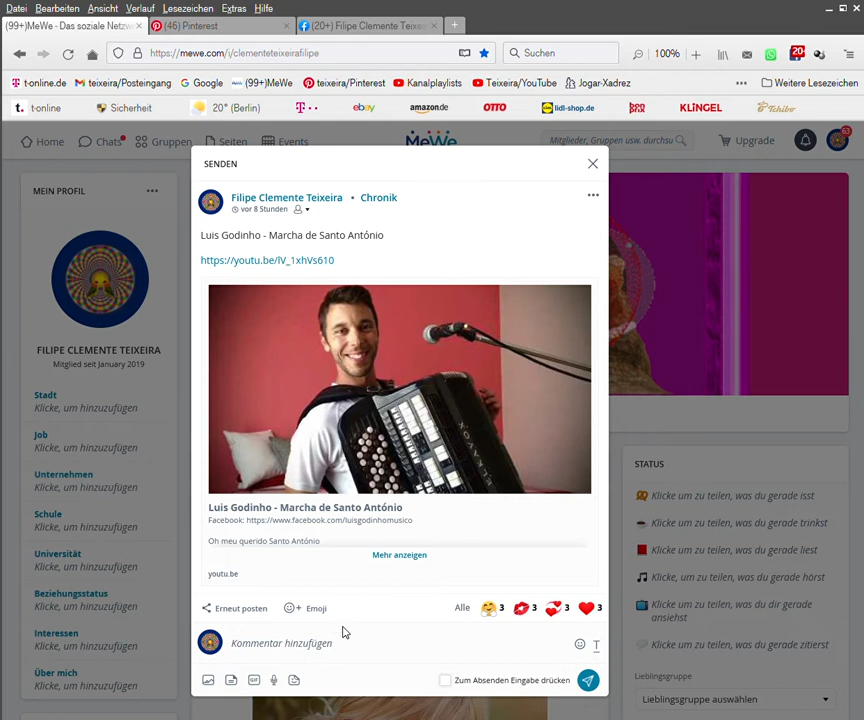 Datei Bearbeiten Ansicht Verlauf Lesezeichen Extras Hilfe
(99+)MeWe - Das soziale Netzw
(46) Pinterest
(20+) Filipe Clemente Teixei
https://mewe.com/i/clementeteixeirafilipe
Suchen
100%
20+
t-online.de teixeira/Posteingang Google (99+)MeWe teixeira/Pinterest Kanalplaylists Teixeira/YouTube Jogar-Xadrez Weitere Lesezeichen
t-online Sicherheit 20° (Berlin) ebay amazon.de OTTO lidl-shop.de KLiNGEL Tchibo
Home Chats Gruppen Seiten Events MeWe Mitglieder, Gruppen usw. durchsu Upgrade 63
MEIN PROFIL
FILIPE CLEMENTE TEIXEIRA
Mitglied seit January 2019
Stadt
Klicke, um hinzuzufügen
Job
Klicke, um hinzuzufügen
Unternehmen
Klicke, um hinzuzufügen
Schule
Klicke, um hinzuzufügen
Universität
Klicke, um hinzuzufügen
Beziehungsstatus
Klicke, um hinzuzufügen
Interessen
Klicke, um hinzuzufügen
Über mich
Klicke, um hinzuzufügen
SENDEN
Filipe Clemente Teixeira • Chronik
vor 8 Stunden
Luis Godinho - Marcha de Santo António
https://youtu.be/lV_1xhVs610
Luis Godinho - Marcha de Santo António
Facebook: https://www.facebook.com/luisgodinhomusico
Oh meu querido Santo António
Mehr anzeigen
youtu.be
Erneut posten Emoji Alle 3 3 3 3
Kommentar hinzufügen
T
GIF
Zum Absenden Eingabe drücken
STATUS
Klicke um zu teilen, was du gerade isst
Klicke um zu teilen, was du gerade trinkst
Klicke um zu teilen, was du gerade liest
Klicke, um zu teilen, was du gerade hörst
Klicke um zu teilen, was du dir gerade
ansiehst
Klicke um zu teilen, was du gerade zitierst
Lieblingsgruppe
Lieblingsgruppe auswählen